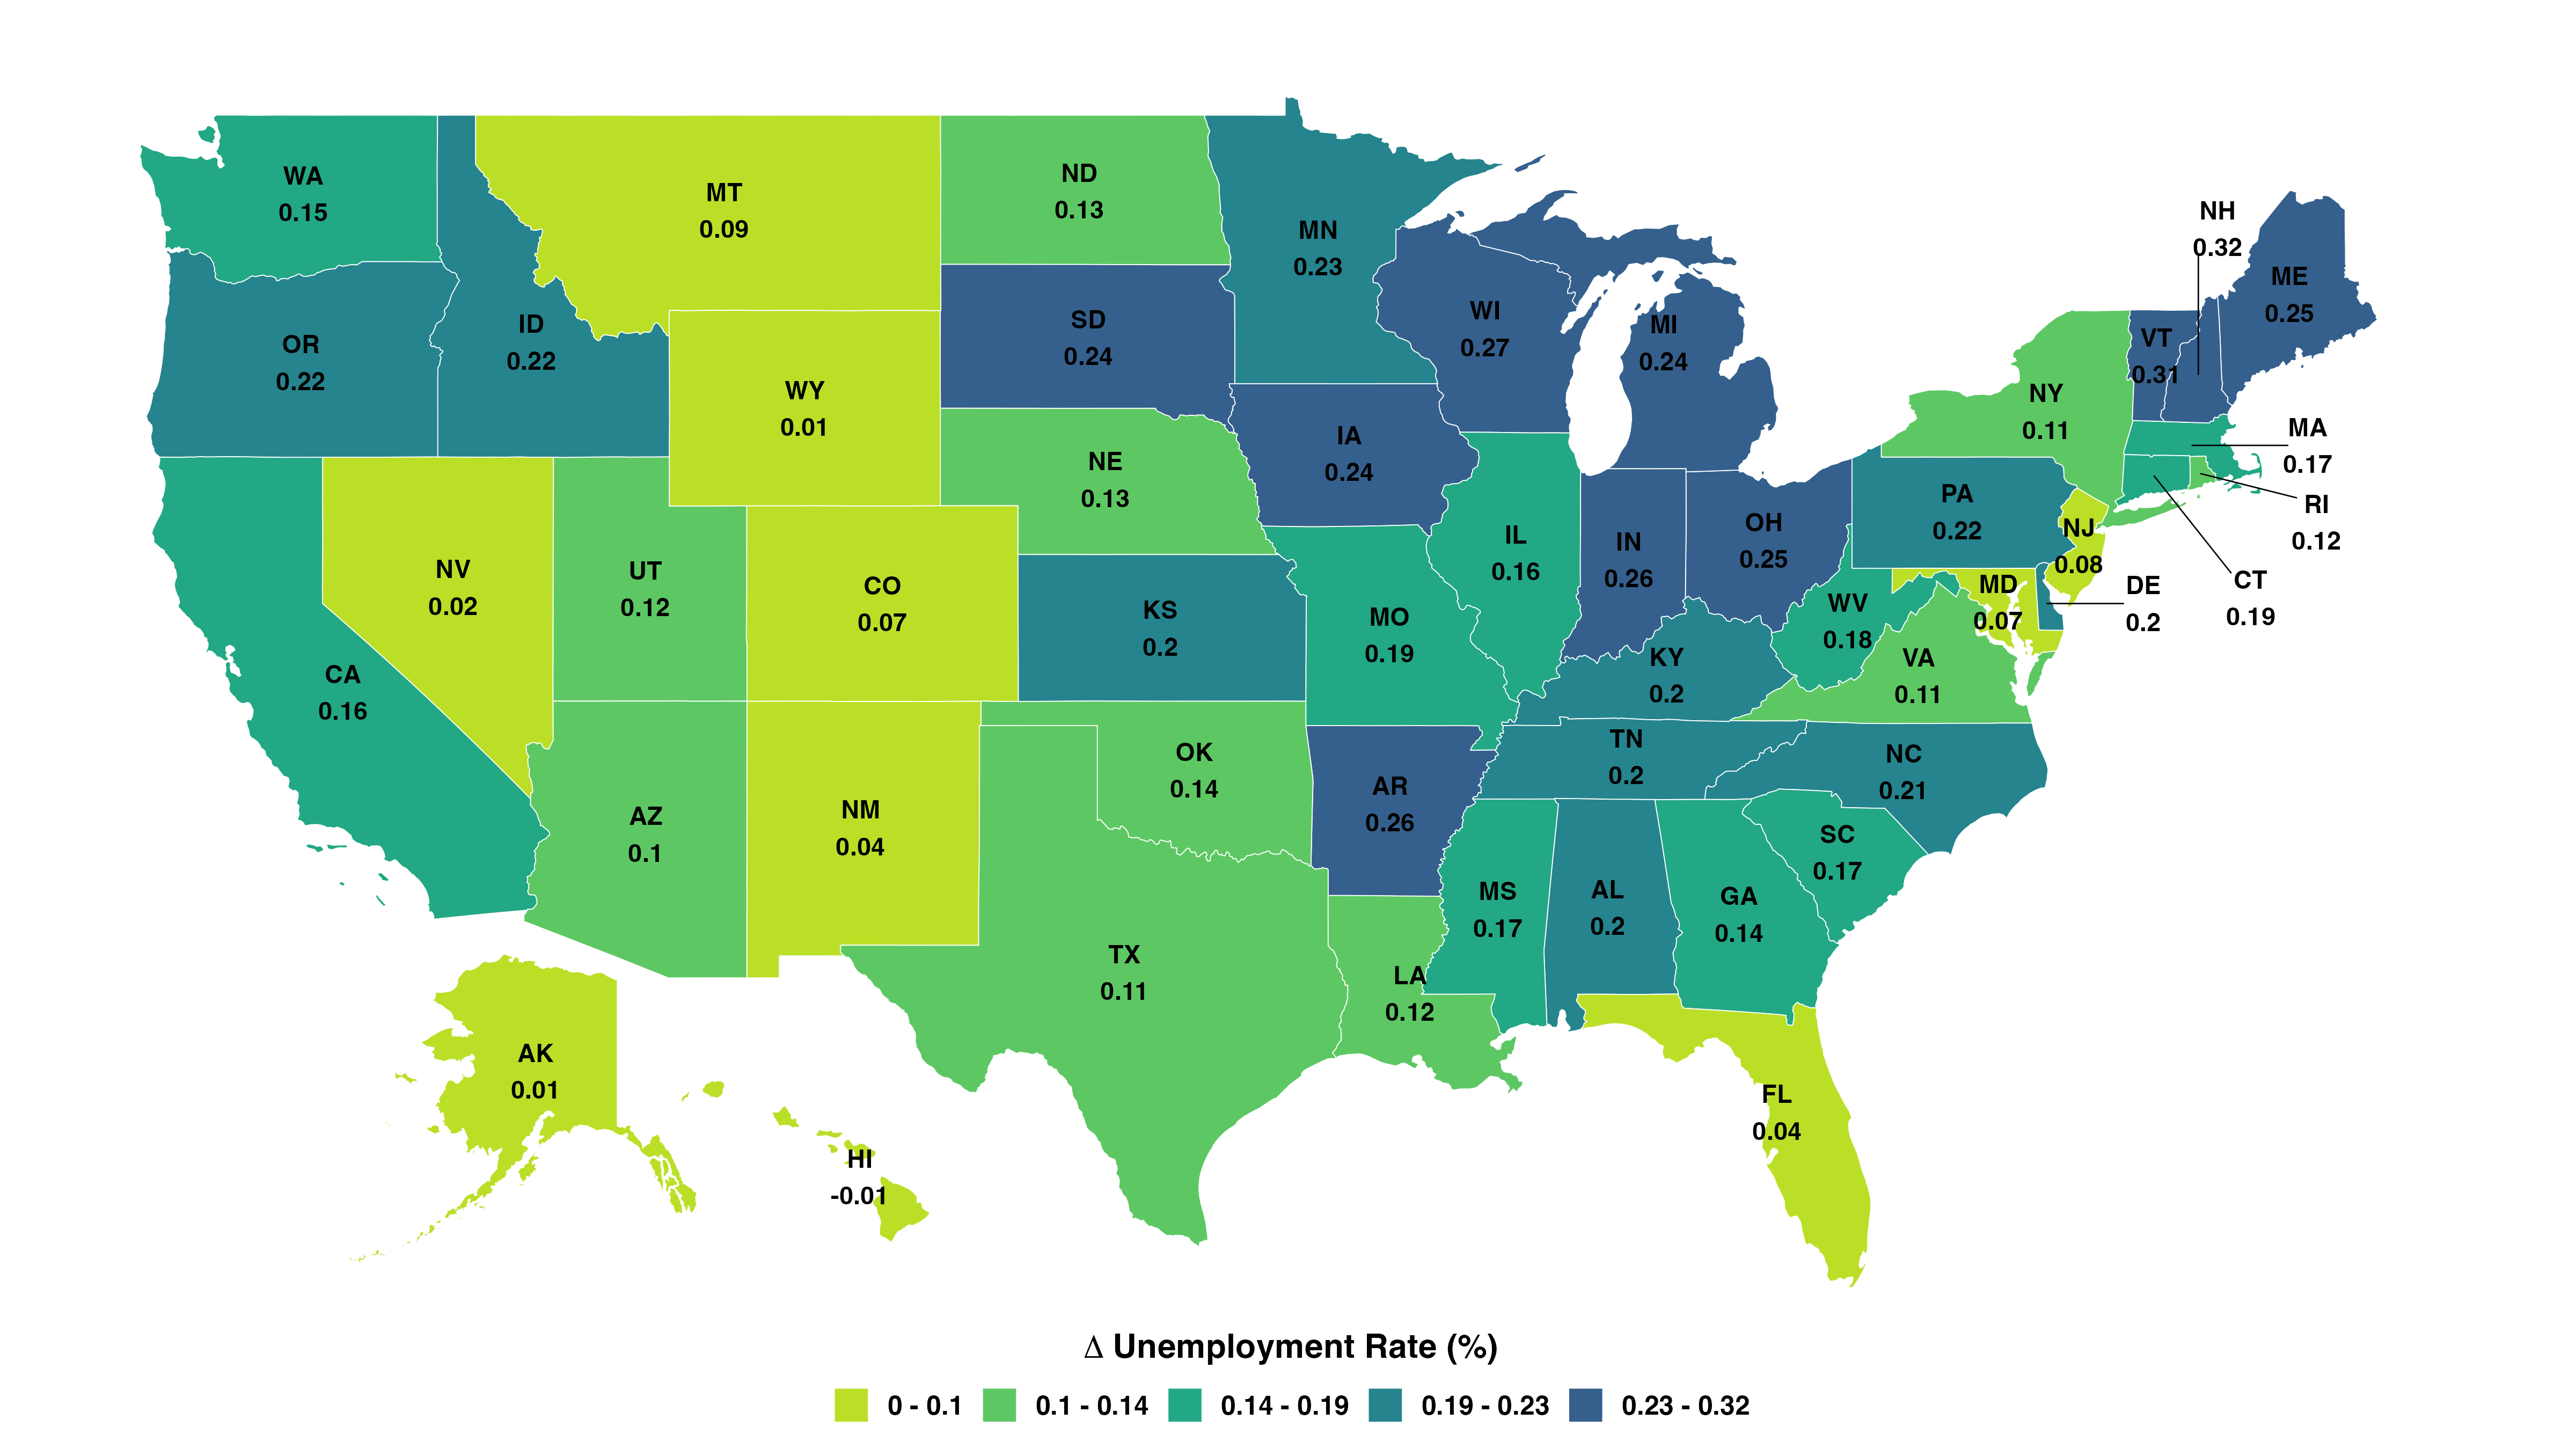 WA
0.15
MT
0.09
ND
0.13
MN
0.23
NH
0.32
ME
0.25
OR
0.22
ID
0.22
WY
0.01
SD
0.24
WI
0.27
MI
0.24
VT
0.31
NY
0.11
MA
0.17
RI
0.12
CT
0.19
NE
0.13
IA
0.24
PA
0.22
NJ
0.08
NV
0.02
UT
0.12
CO
0.07
KS
0.2
MO
0.19
IL
0.16
IN
0.26
OH
0.25
WV
0.18
MD
0.07
DE
0.2
CA
0.16
KY
0.2
VA
0.11
AZ
0.1
NM
0.04
OK
0.14
AR
0.26
TN
0.2
NC
0.21
TX
0.11
LA
0.12
MS
0.17
AL
0.2
GA
0.14
SC
0.17
AK
0.01
HI
-0.01
FL
0.04
Δ Unemployment Rate (%)
0 - 0.1 0.1 - 0.14 0.14 - 0.19 0.19 - 0.23 0.23 - 0.32